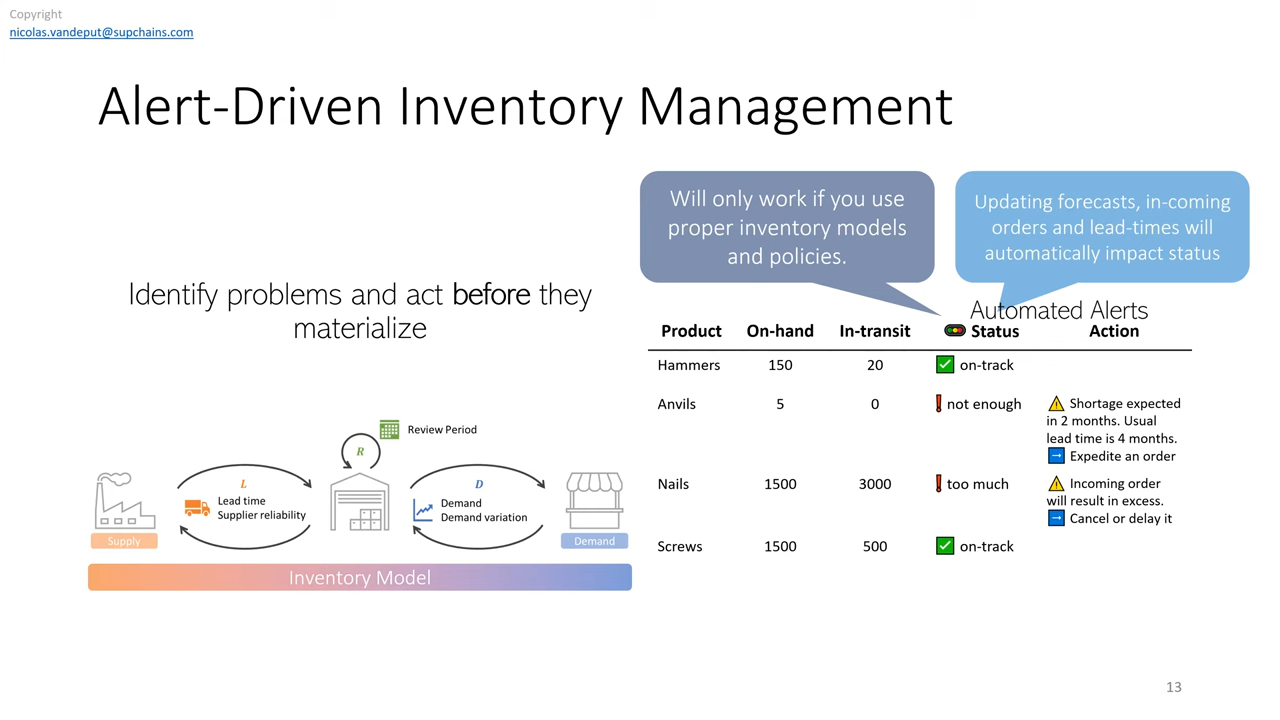 Copyright
nicolas.vandeput@supchains.com
Alert-Driven Inventory Management
Will only work if you use
proper inventory models
and policies.
Updating forecasts, in-coming
orders and lead-times will
automatically impact status
Identify problems and act before they
materialize
Automated Alerts
Product On-hand In-transit Status Action
Hammers 150 20 on-track
Anvils 5 0 not enough Shortage expected
in 2 months. Usual
lead time is 4 months.
Expedite an order
Nails 1500 3000 too much Incoming order
will result in excess.
Cancel or delay it
Screws 1500 500 on-track
Review Period
R
L
Lead time
Supplier reliability
D
Demand
Demand variation
Supply
Demand
Inventory Model
13